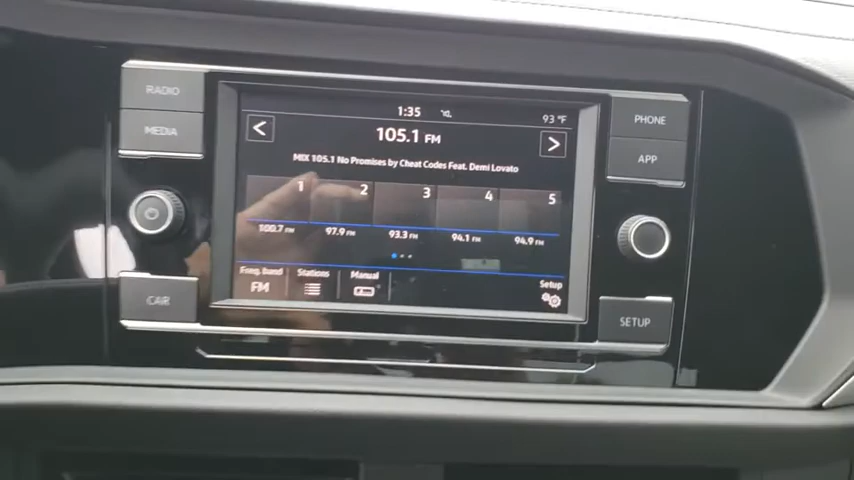 RADIO
MEDIA
CAR
1:35
93 °F
105.1 FM
MIX 105.1 No Promises by Cheat Codes Feat. Demi Lovato
1 2 3 4 5
100.7 FM 97.9 FM 93.3 FM 94.1 FM 94.9 FM
Freq. band Stations Manual Setup
FM
PHONE
APP
SETUP